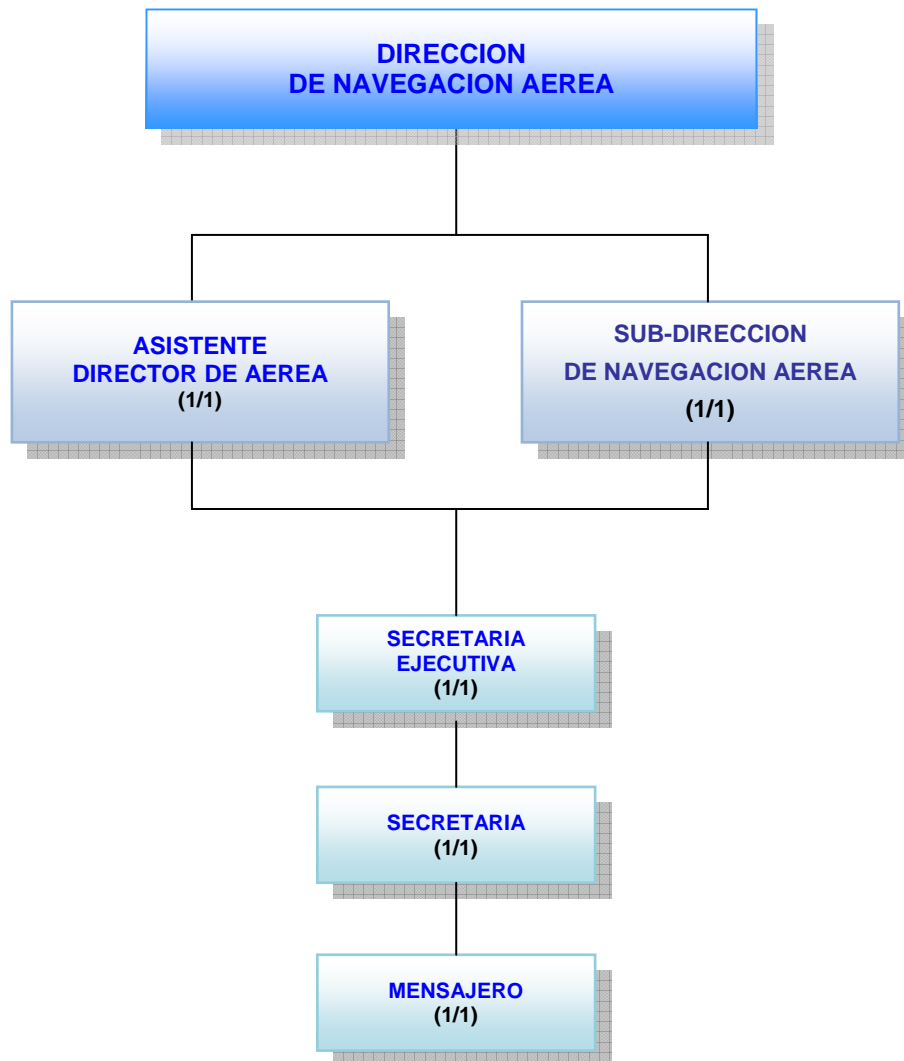 DIRECCION
DE NAVEGACION AEREA
ASISTENTE
DIRECTOR DE AEREA
(1/1)
SUB-DIRECCION
DE NAVEGACION AEREA
(1/1)
SECRETARIA
EJECUTIVA
(1/1)
SECRETARIA
(1/1)
MENSAJERO
(1/1)